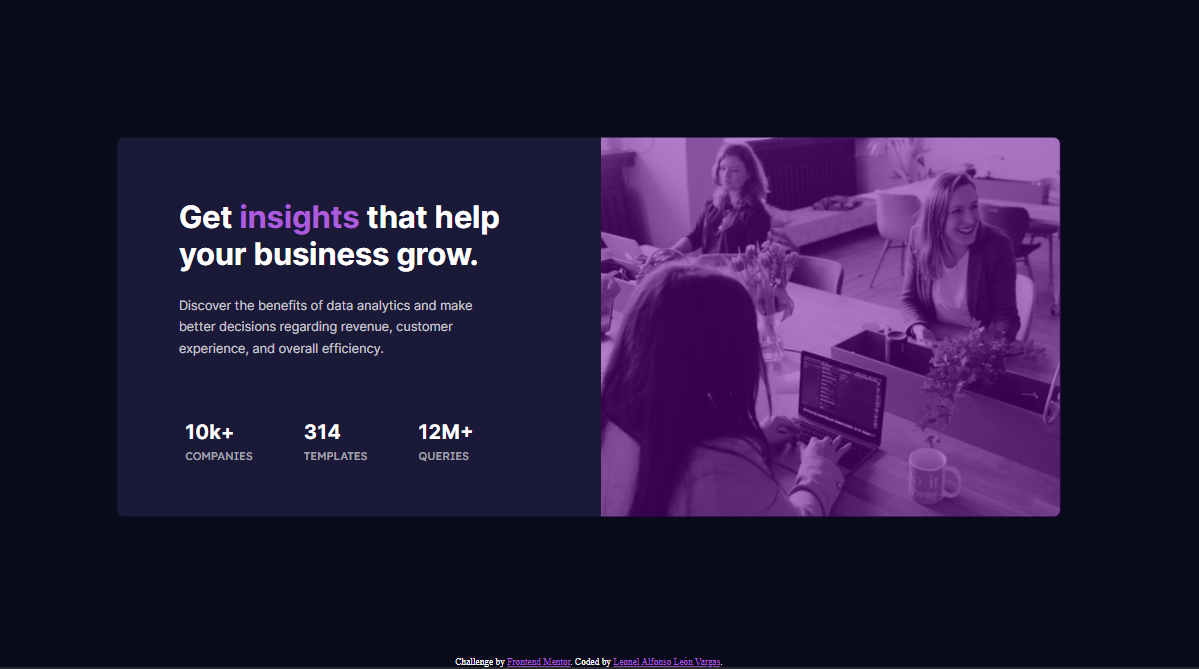 Get insights that help
your business grow.
Discover the benefits of data analytics and make
better decisions regarding revenue, customer
experience, and overall efficiency.
10k+ 314 12M+
COMPANIES TEMPLATES QUERIES
Challenge by Frontend Mentor. Coded by Leonel Alfonso León Vargas.